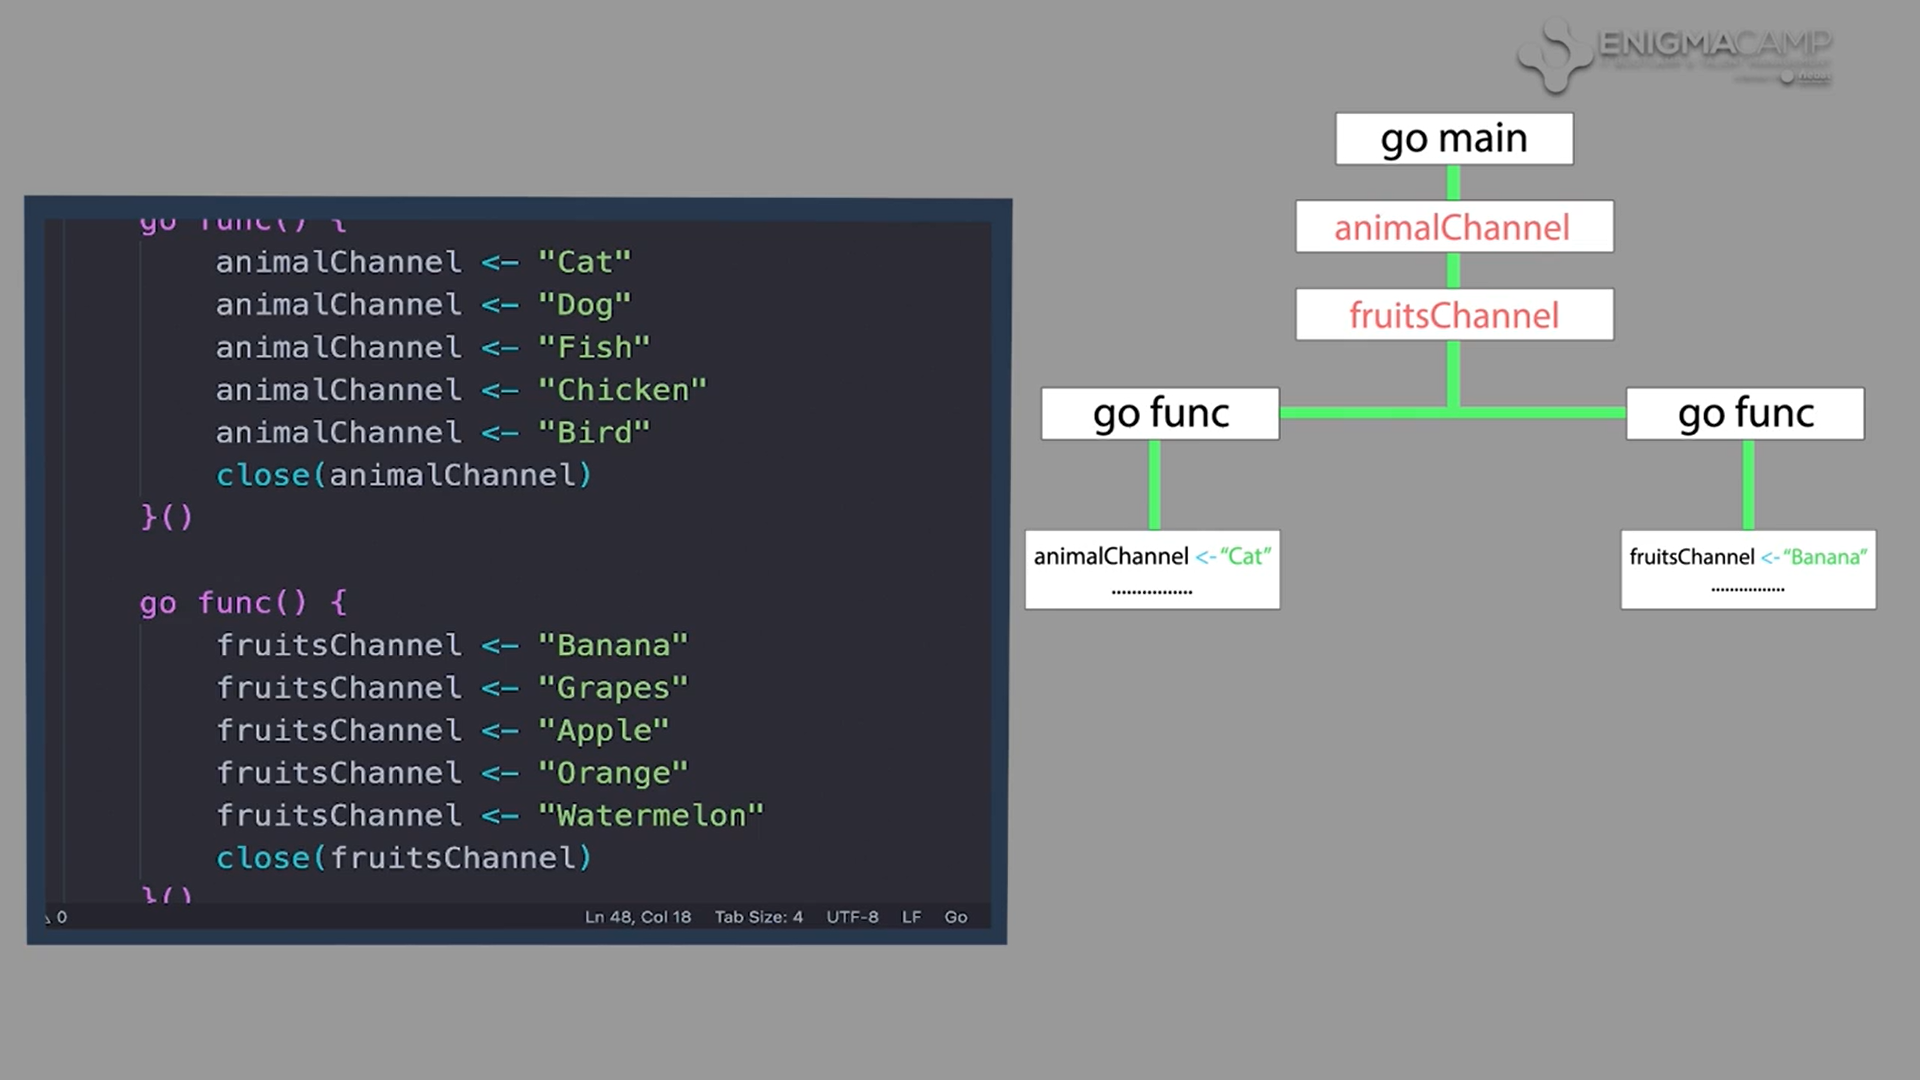 ENIGMACAMP
go func() {
animalChannel <- "Cat"
animalChannel <- "Dog"
animalChannel <- "Fish"
animalChannel <- "Chicken"
animalChannel <- "Bird"
close(animalChannel)
}()
go func() {
fruitsChannel <- "Banana"
fruitsChannel <- "Grapes"
fruitsChannel <- "Apple"
fruitsChannel <- "Orange"
fruitsChannel <- "Watermelon"
close(fruitsChannel)
}()
0 Ln 48, Col 18 Tab Size: 4 UTF-8 LF Go
go main
animalChannel
fruitsChannel
go func
go func
animalChannel <- “Cat”
................
fruitsChannel <- “Banana”
................